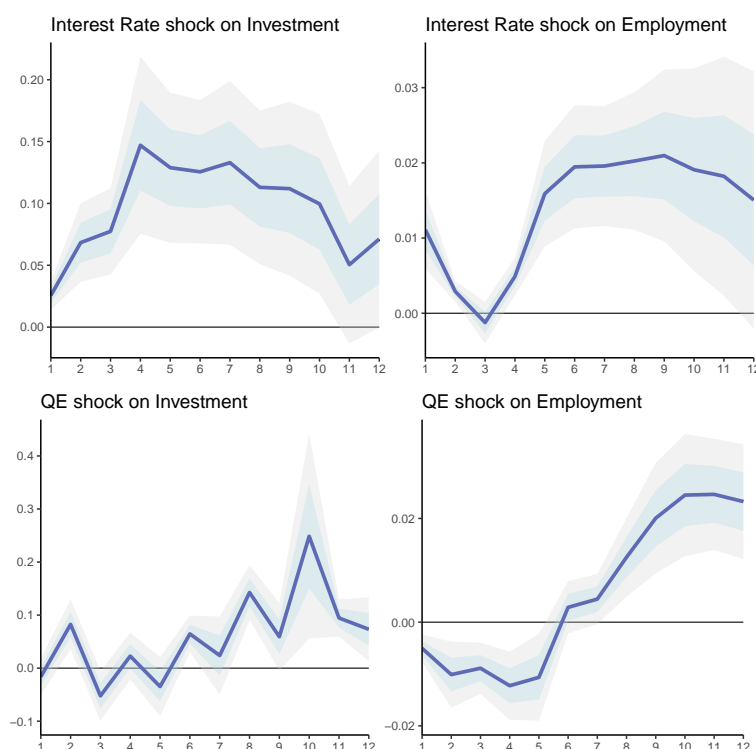 Interest Rate shock on Investment
0.20
0.15
0.10
0.05
0.00
1 2 3 4 5 6 7 8 9 10 11 12
Interest Rate shock on Employment
0.03
0.02
0.01
0.00
1 2 3 4 5 6 7 8 9 10 11 12
QE shock on Investment
0.4
0.3
0.2
0.1
0.0
−0.1
1 2 3 4 5 6 7 8 9 10 11 12
QE shock on Employment
0.02
0.00
−0.02
1 2 3 4 5 6 7 8 9 10 11 12